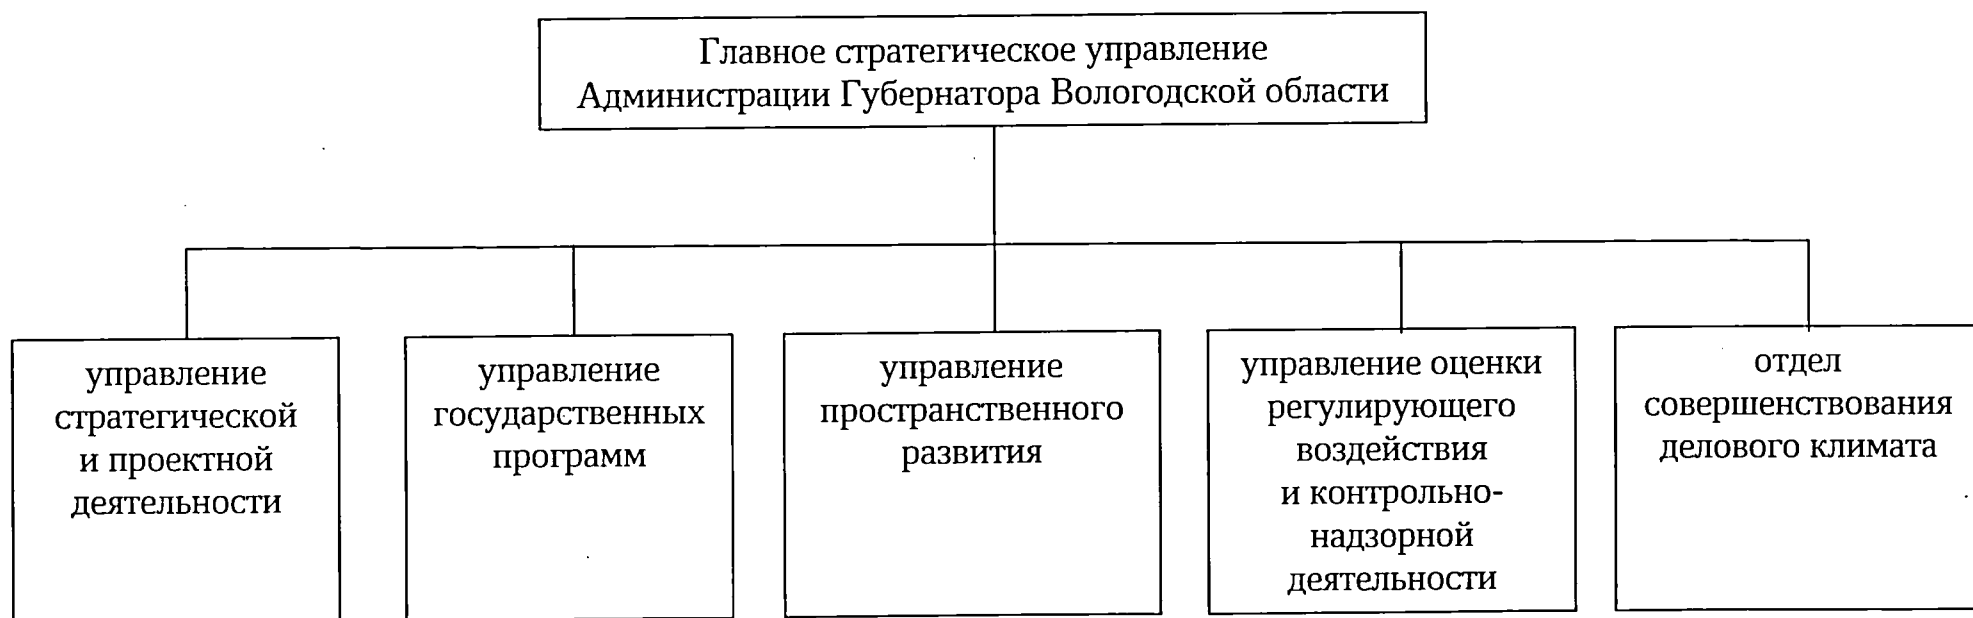 Главное стратегическое управление
Администрации Губернатора Вологодской области
управление
стратегической
и проектной
деятельности
управление
государственных
программ
управление
пространственного
развития
управление оценки
регулирующего
воздействия
и контрольно-
надзорной
деятельности
отдел
совершенствования
делового климата